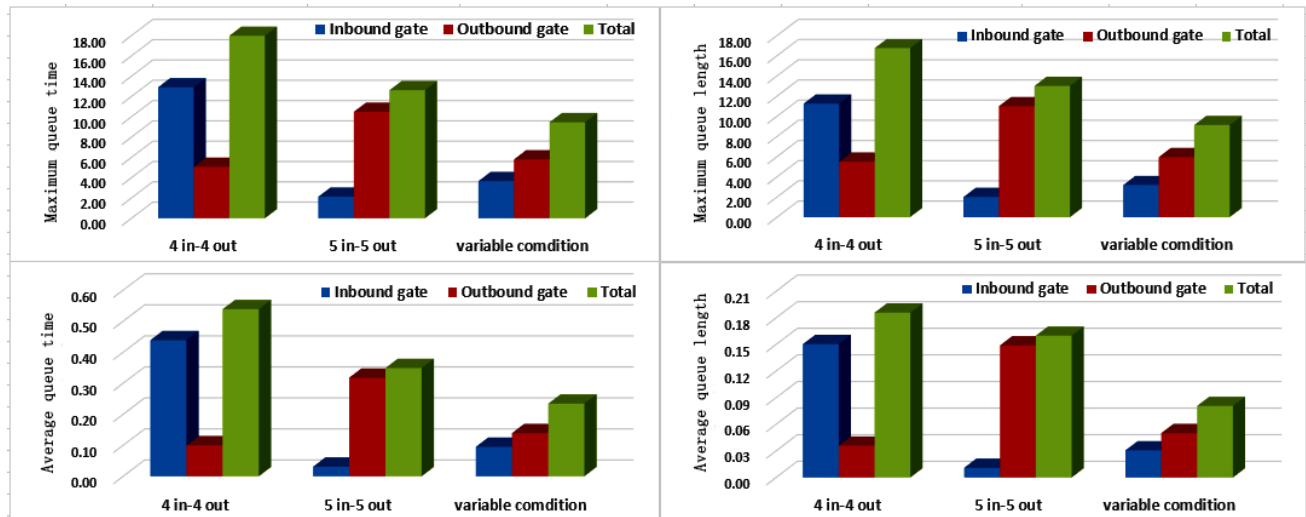 Inbound gate Outbound gate Total
Maximum queue time
18.00
16.00
14.00
12.00
10.00
8.00
6.00
4.00
2.00
0.00
4 in-4 out 5 in-5 out variable comdition
Inbound gate Outbound gate Total
Maximum queue length
18.00
16.00
14.00
12.00
10.00
8.00
6.00
4.00
2.00
0.00
4 in-4 out 5 in-5 out variable comdition
Inbound gate Outbound gate Total
Average queue time
0.60
0.50
0.40
0.30
0.20
0.10
0.00
4 in-4 out 5 in-5 out variable comdition
Inbound gate Outbound gate Total
Average queue length
0.21
0.18
0.15
0.12
0.09
0.06
0.03
0.00
4 in-4 out 5 in-5 out variable comdition